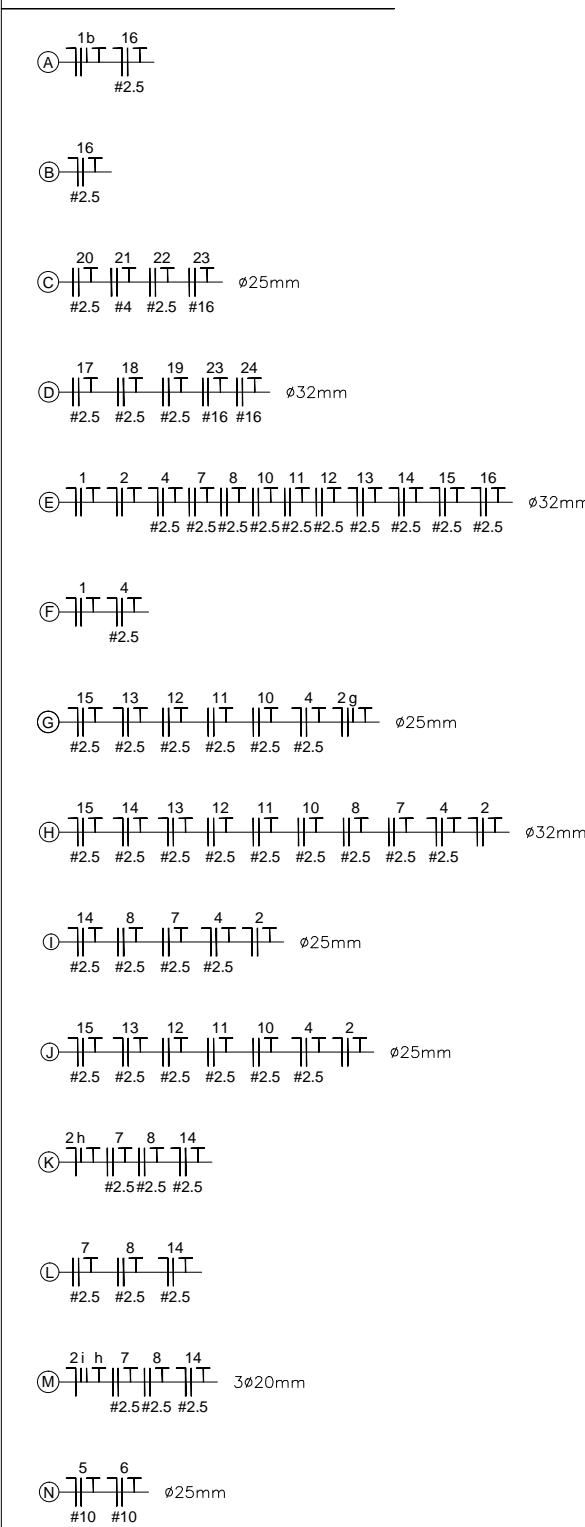 1b 16
A
#2.5
16
B
#2.5
20 21 22 23
C ø25mm
#2.5 #4 #2.5 #16
17 18 19 23 24
D ø32mm
#2.5 #2.5 #2.5 #16 #16
1 2 4 7 8 10 11 12 13 14 15 16
E ø32mm
#2.5 #2.5 #2.5 #2.5 #2.5 #2.5 #2.5 #2.5 #2.5 #2.5
1 4
F
#2.5
15 13 12 11 10 4 2 g
G ø25mm
#2.5 #2.5 #2.5 #2.5 #2.5 #2.5
15 14 13 12 11 10 8 7 4 2
H ø32mm
#2.5 #2.5 #2.5 #2.5 #2.5 #2.5 #2.5 #2.5 #2.5
14 8 7 4 2
I ø25mm
#2.5 #2.5 #2.5 #2.5
15 13 12 11 10 4 2
J ø25mm
#2.5 #2.5 #2.5 #2.5 #2.5 #2.5
2 h 7 8 14
K
#2.5 #2.5 #2.5
7 8 14
L
#2.5 #2.5 #2.5
2 i h 7 8 14
M 3ø20mm
#2.5 #2.5 #2.5
5 6
N ø25mm
#10 #10